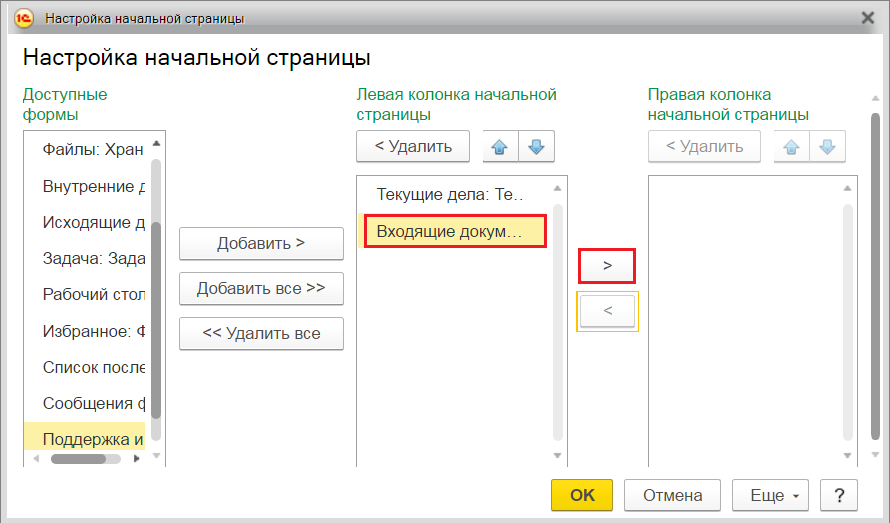 1С Настройка начальной страницы
Настройка начальной страницы
Доступные
формы
Файлы: Хран
Внутренние д
Исходящие д
Задача: Зада
Рабочий стол
Избранное: Ф
Список после
Сообщения ф
Поддержка и
Добавить >
Добавить все >>
<< Удалить все
Левая колонка начальной
страницы
< Удалить
Текущие дела: Те..
Входящие докум...
>
<
Правая колонка
начальной страницы
< Удалить
OK
Отмена
Еще
?